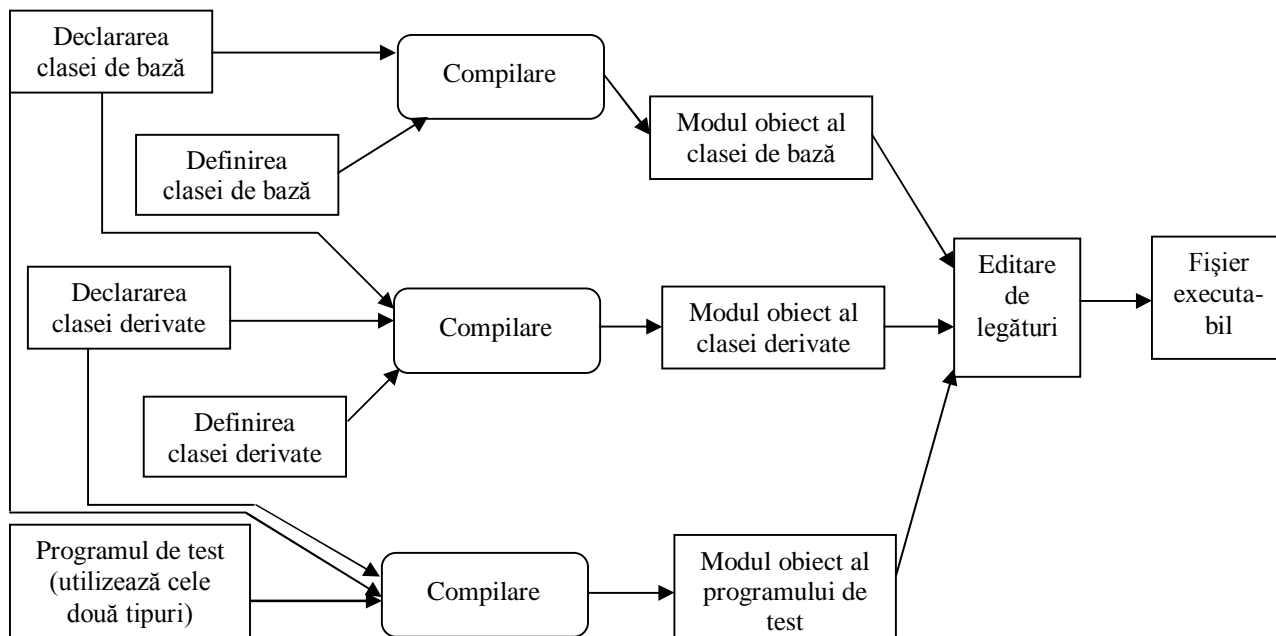 Declararea
clasei de bază
Compilare
Modul obiect al
clasei de bază
Definirea
clasei de bază
Declararea
clasei derivate
Compilare
Modul obiect al
clasei derivate
Editare
de
legături
Fişier
executa-
bil
Definirea
clasei derivate
Programul de test
(utilizează cele
două tipuri)
Compilare
Modul obiect al
programului de
test